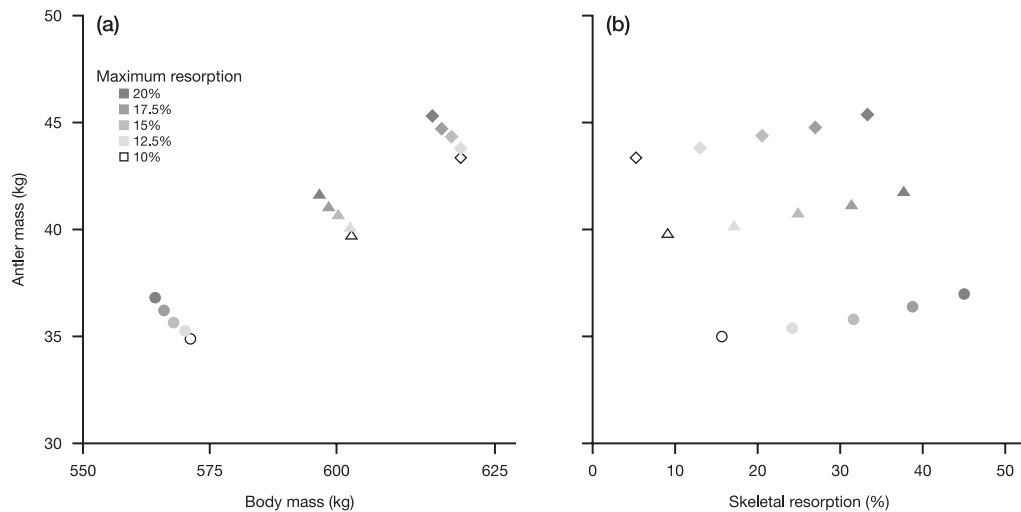 (a)
Maximum resorption
20%
17.5%
15%
12.5%
10%
Antler mass (kg)
50
45
40
35
30
550 575 600 625
Body mass (kg)
(b)
0 10 20 30 40 50
Skeletal resorption (%)